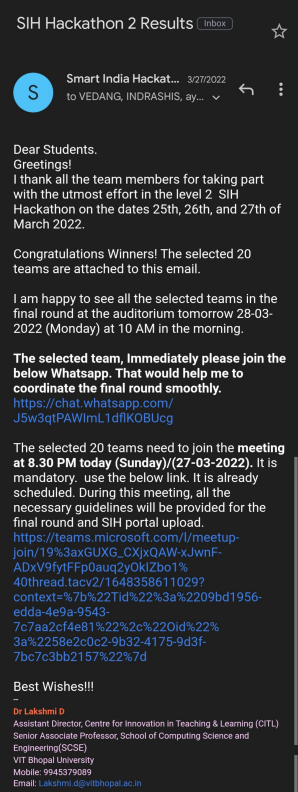 SIH Hackathon 2 Results Inbox
S
Smart India Hackat... 3/27/2022
to VEDANG, INDRASHIS, ay...
Dear Students.
Greetings!
I thank all the team members for taking part
with the utmost effort in the level 2 SIH
Hackathon on the dates 25th, 26th, and 27th of
March 2022.
Congratulations Winners! The selected 20
teams are attached to this email.
I am happy to see all the selected teams in the
final round at the auditorium tomorrow 28-03-
2022 (Monday) at 10 AM in the morning.
The selected team, Immediately please join the
below Whatsapp. That would help me to
coordinate the final round smoothly.
https://chat.whatsapp.com/
J5w3qtPAWlmL1dflKOBUcg
The selected 20 teams need to join the meeting
at 8.30 PM today (Sunday)/(27-03-2022). It is
mandatory. use the below link. It is already
scheduled. During this meeting, all the
necessary guidelines will be provided for the
final round and SIH portal upload.
https://teams.microsoft.com/l/meetup-
join/19%3axGUXG_CXjxQAW-xJwnF-
ADxV9fytFFp0auq2yOklZbo1%
40thread.tacv2/1648358611029?
context=%7b%22Tid%22%3a%2209bd1956-
edda-4e9a-9543-
7c7aa2cf4e81%22%2c%22Oid%22%
3a%2258e2c0c2-9b32-4175-9d3f-
7bc7c3bb2157%22%7d
Best Wishes!!!
--
Dr Lakshmi D
Assistant Director, Centre for Innovation in Teaching & Learning (CITL)
Senior Associate Professor, School of Computing Science and
Engineering(SCSE)
VIT Bhopal University
Mobile: 9945379089
Email: Lakshmi.d@vitbhopal.ac.in